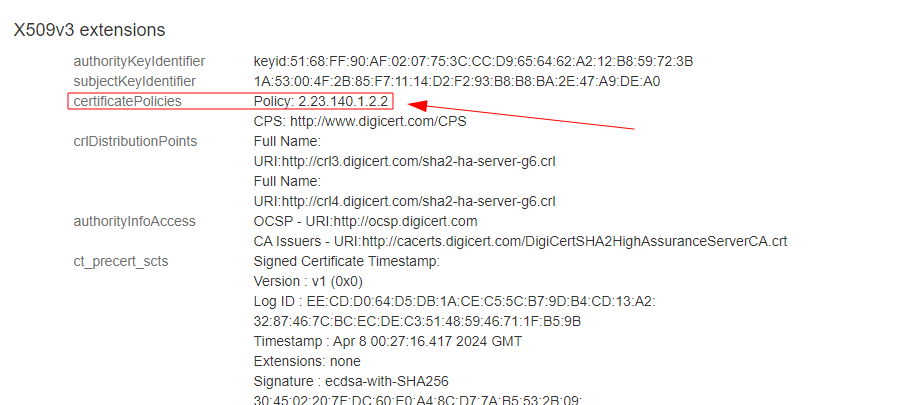 X509v3 extensions
authorityKeyIdentifier keyid:51:68:FF:90:AF:02:07:75:3C:CC:D9:65:64:62:A2:12:B8:59:72:3B
subjectKeyIdentifier 1A:53:00:4F:2B:85:F7:11:14:D2:F2:93:B8:B8:BA:2E:47:A9:DE:A0
certificatePolicies Policy: 2.23.140.1.2.2
CPS: http://www.digicert.com/CPS
crlDistributionPoints Full Name:
URI:http://crl3.digicert.com/sha2-ha-server-g6.crl
Full Name:
URI:http://crl4.digicert.com/sha2-ha-server-g6.crl
authorityInfoAccess OCSP - URI:http://ocsp.digicert.com
CA Issuers - URI:http://cacerts.digicert.com/DigiCertSHA2HighAssuranceServerCA.crt
ct_precert_scts Signed Certificate Timestamp:
Version : v1 (0x0)
Log ID : EE:CD:D0:64:D5:DB:1A:CE:C5:5C:B7:9D:B4:CD:13:A2:
32:87:46:7C:BC:EC:DE:C3:51:48:59:46:71:1F:B5:9B
Timestamp : Apr 8 00:27:16.417 2024 GMT
Extensions: none
Signature : ecdsa-with-SHA256
30:45:02:20:7F:DC:60:F0:A4:8C:D7:7A:B5:53:2B:09: